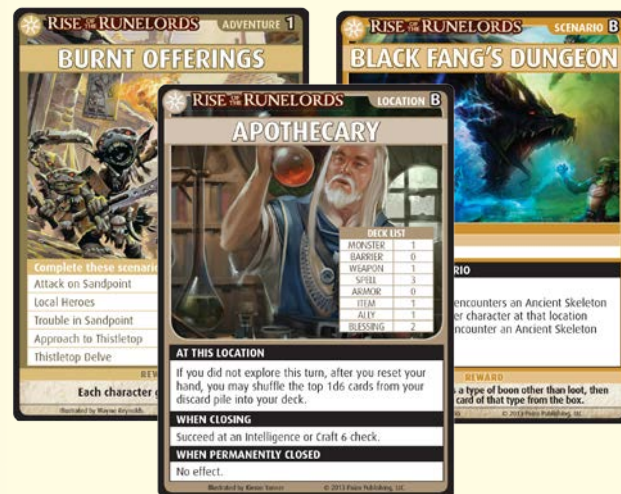 RISE OF THE RUNELORDS ADVENTURE 1
BURNT OFFERINGS
Complete these scenario
Attack on Sandpoint
Local Heroes
Trouble in Sandpoint
Approach to Thistletop
Thistletop Delve
REW
Each character g
Illustrated by Wayne Reynolds
RISE OF THE RUNELORDS LOCATION B
APOTHECARY
DECK LIST
MONSTER 1
BARRIER 0
WEAPON 1
SPELL 3
ARMOR 0
ITEM 1
ALLY 1
BLESSING 2
AT THIS LOCATION
If you did not explore this turn, after you reset your
hand, you may shuffle the top 1d6 cards from your
discard pile into your deck.
WHEN CLOSING
Succeed at an Intelligence or Craft 6 check.
WHEN PERMANENTLY CLOSED
No effect.
© 2013 Paizo Publishing, LLC
RISE OF THE RUNELORDS SCENARIO B
BLACK FANG'S DUNGEON
RIO
encounters an Ancient Skeleton
er character at that location
ncounter an Ancient Skeleton
REWARD
s a type of boon other than loot, then
card of that type from the box.
© 2013 Paizo Publishing, LLC